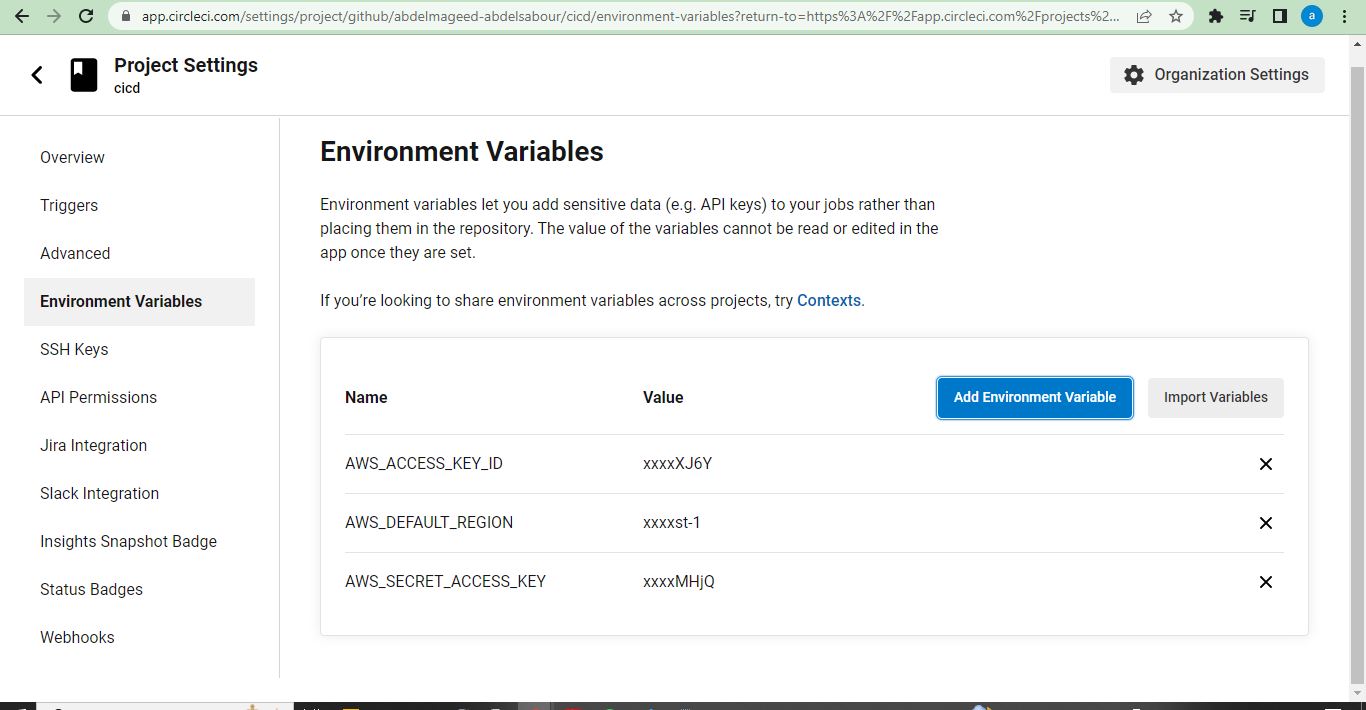 app.circleci.com/settings/project/github/abdelmageed-abdelsabour/cicd/environment-variables?return-to=https%3A%2F%2Fapp.circleci.com%2Fprojects%2...
a
Project Settings
cicd
Organization Settings
Overview
Triggers
Advanced
Environment Variables
SSH Keys
API Permissions
Jira Integration
Slack Integration
Insights Snapshot Badge
Status Badges
Webhooks
Environment Variables
Environment variables let you add sensitive data (e.g. API keys) to your jobs rather than
placing them in the repository. The value of the variables cannot be read or edited in the
app once they are set.
If you’re looking to share environment variables across projects, try Contexts.
Name Value Add Environment Variable Import Variables
AWS_ACCESS_KEY_ID xxxxXJ6Y
AWS_DEFAULT_REGION xxxxst-1
AWS_SECRET_ACCESS_KEY xxxxMHjQ